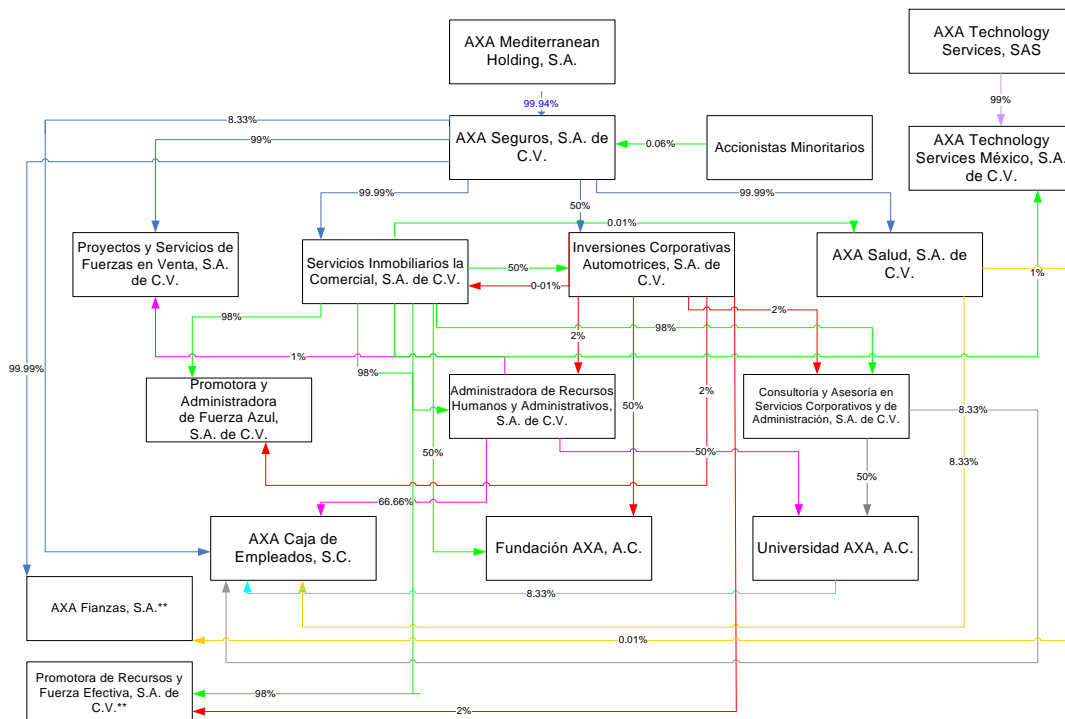 AXA Mediterranean
Holding, S.A.
AXA Technology
Services, SAS
99.94%
99%
8.33%
AXA Seguros, S.A. de
C.V.
99%
0.06%
Accionistas Minoritarios
AXA Technology
Services México, S.A.
de C.V.
99.99%
50%
99.99%
0.01%
Proyectos y Servicios de
Fuerzas en Venta, S.A.
de C.V.
Servicios Inmobiliarios la
Comercial, S.A. de C.V.
50%
0-01%
Inversiones Corporativas
Automotrices, S.A. de
C.V.
AXA Salud, S.A. de
C.V.
1%
98%
2%
98%
2%
1%
98%
99.99%
Promotora y
Administradora
de Fuerza Azul,
S.A. de C.V.
Administradora de Recursos
Humanos y Administrativos,
S.A. de C.V.
50%
2%
Consultoría y Asesoría en
Servicios Corporativos y de
Administración, S.A. de C.V.
8.33%
50%
50%
8.33%
50%
66.66%
AXA Caja de
Empleados, S.C.
Fundación AXA, A.C.
Universidad AXA, A.C.
8.33%
AXA Fianzas, S.A.**
0.01%
Promotora de Recursos y
Fuerza Efectiva, S.A. de
C.V.**
98%
2%